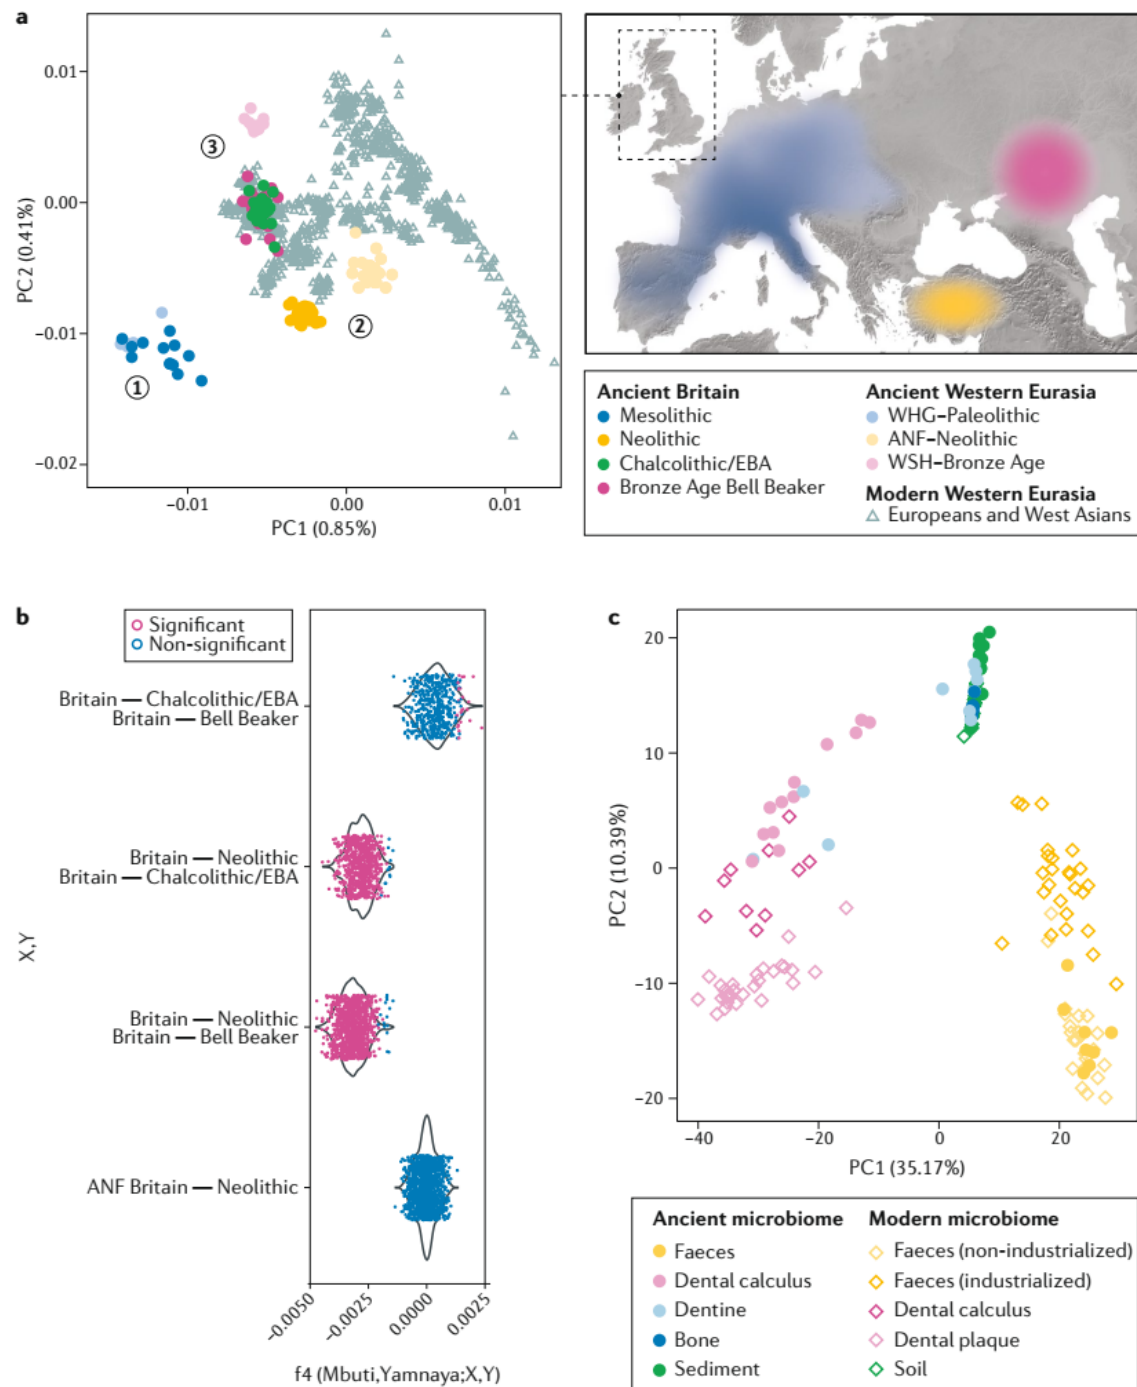 a
0.01
0.00
−0.01
−0.02
PC2 (0.41%)
−0.01
0.00
0.01
PC1 (0.85%)
3
2
1
Ancient Britain
Mesolithic
Neolithic
Chalcolithic/EBA
Bronze Age Bell Beaker
Ancient Western Eurasia
WHG–Paleolithic
ANF–Neolithic
WSH–Bronze Age
Modern Western Eurasia
Europeans and West Asians
b
Significant
Non-significant
Britain — Chalcolithic/EBA
Britain — Bell Beaker
Britain — Neolithic
Britain — Chalcolithic/EBA
Britain — Neolithic
Britain — Bell Beaker
ANF Britain — Neolithic
X,Y
−0.0050
−0.0025
0.0000
0.0025
f4 (Mbuti,Yamnaya;X,Y)
c
20
10
0
−10
−20
PC2 (10.39%)
−40
−20
0
20
PC1 (35.17%)
Ancient microbiome
Faeces
Dental calculus
Dentine
Bone
Sediment
Modern microbiome
Faeces (non-industrialized)
Faeces (industrialized)
Dental calculus
Dental plaque
Soil